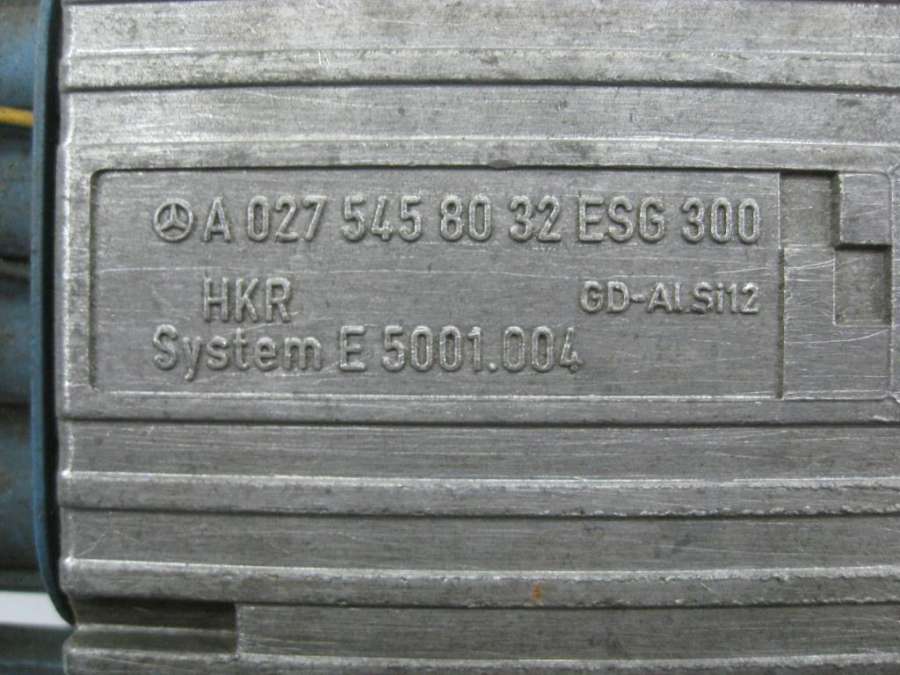 A 027 545 80 32 ESG 300
HKR GD-AlSi12
System E 5001.004